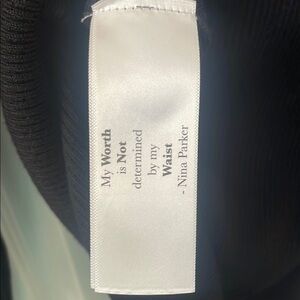 My Worth
is Not
determined
by my
Waist
- Nina Parker